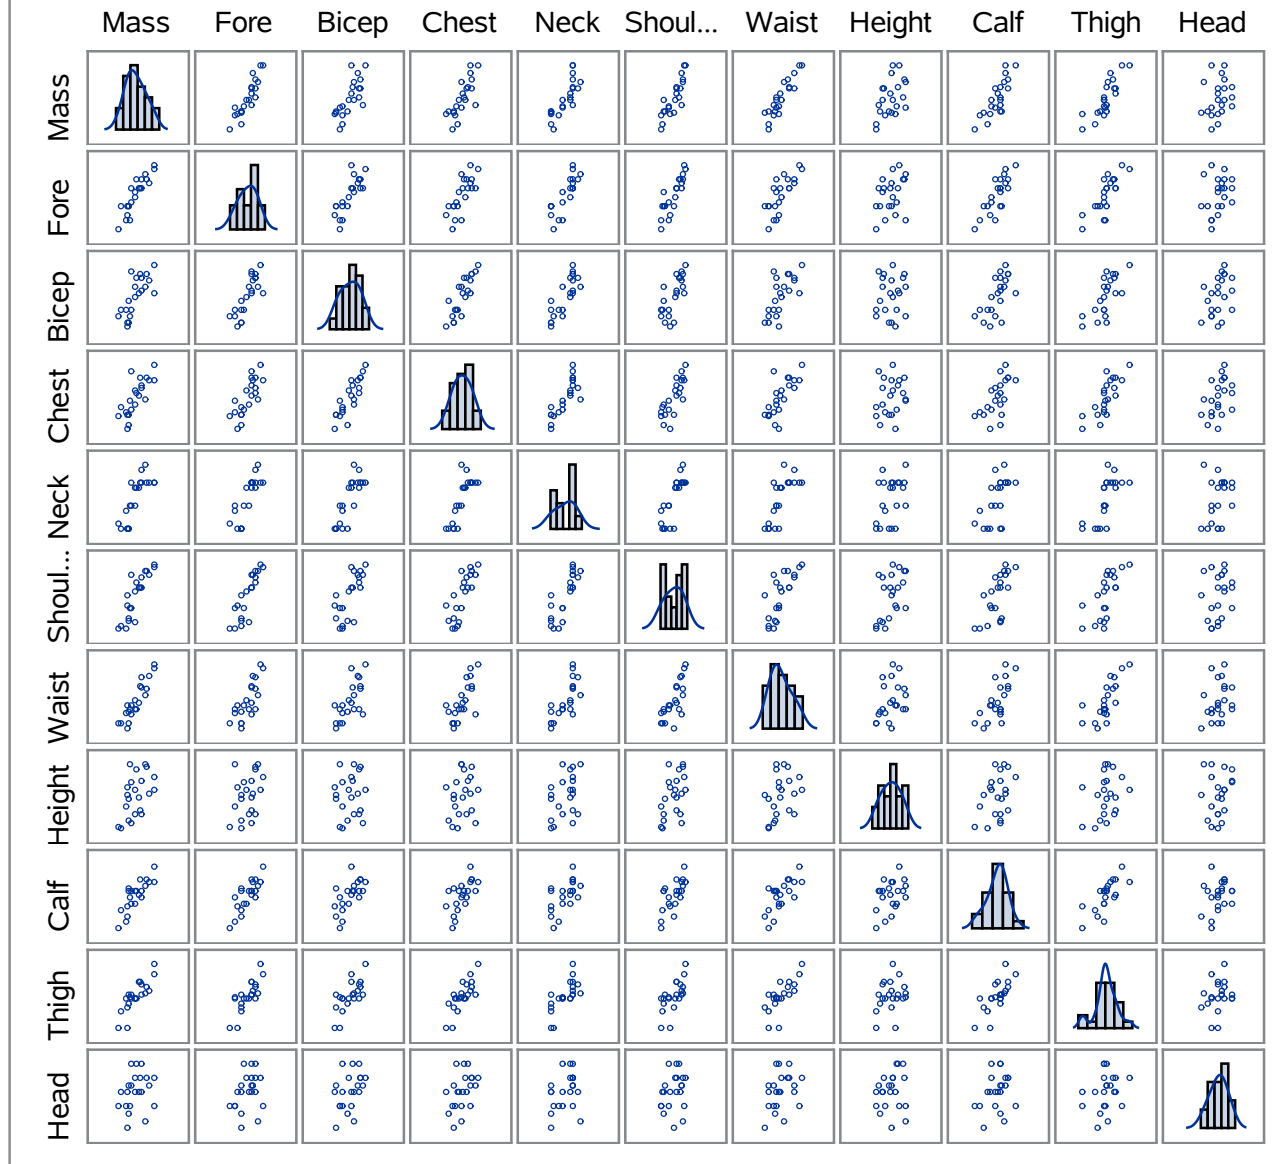 Mass Fore Bicep Chest Neck Shoul... Waist Height Calf Thigh Head
Mass
Fore
Bicep
Chest
Neck
Shoul...
Waist
Height
Calf
Thigh
Head